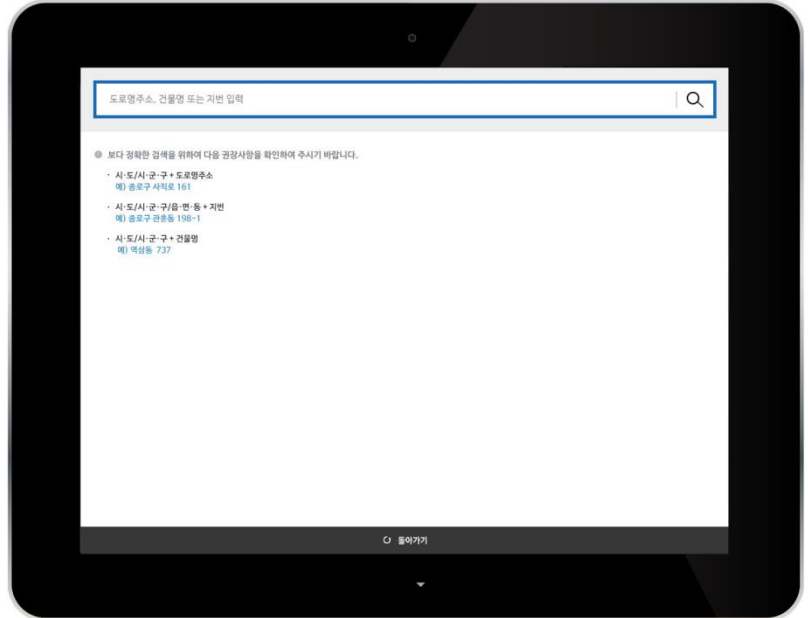 도로명주소, 건물명 또는 지번 입력
보다 정확한 검색을 위하여 다음 권장사항을 확인하여 주시기 바랍니다.
· 시·도/시·군·구 + 도로명주소
예) 종로구 사직로 161
· 시·도/시·군·구/읍·면·동 + 지번
예) 종로구 관훈동 198-1
· 시·도/시·군·구 + 건물명
예) 역삼동 737
돌아가기